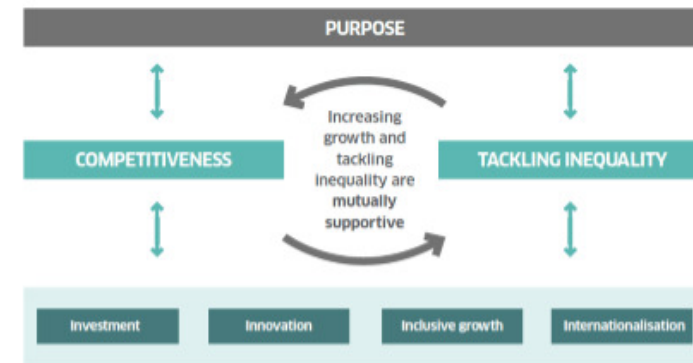 PURPOSE
COMPETITIVENESS
Increasing
growth and
tackling
inequality are
mutually
supportive
TACKLING INEQUALITY
Investment
Innovation
Inclusive growth
Internationalisation